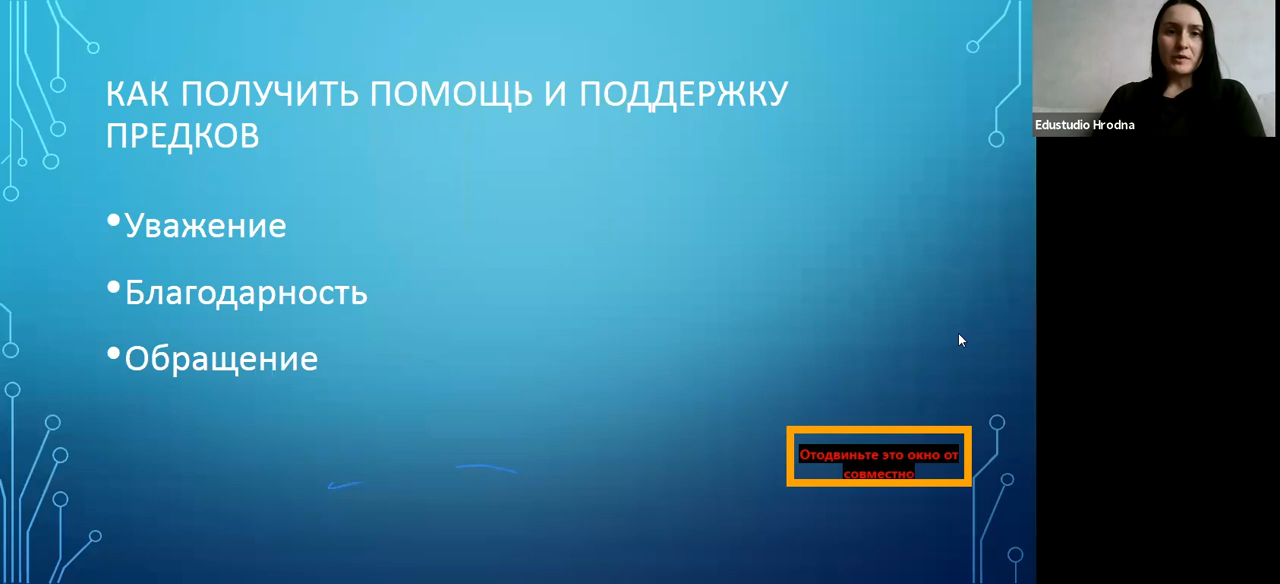 КАК ПОЛУЧИТЬ ПОМОЩЬ И ПОДДЕРЖКУ
ПРЕДКОВ
•Уважение
•Благодарность
•Обращение
Отодвиньте это окно от
совместно
Edustudio Hrodna